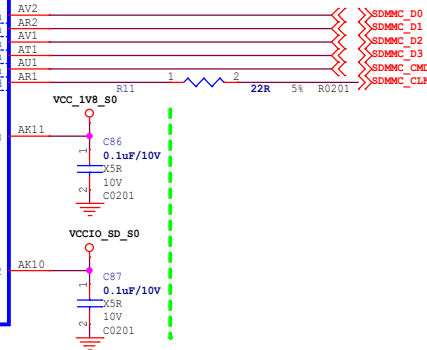 AV2 SDMMC_D0
AR2 SDMMC_D1
AV1 SDMMC_D2
AT1 SDMMC_D3
AU1 SDMMC_CMD
AR1 1 2 SDMMC_CLK
R11 22R 5% R0201
VCC_1V8_S0
AK11
C86
1 0.1uF/10V
X5R
10V
2 C0201
VCCIO_SD_S0
AK10
C87
1 0.1uF/10V
X5R
10V
2 C0201